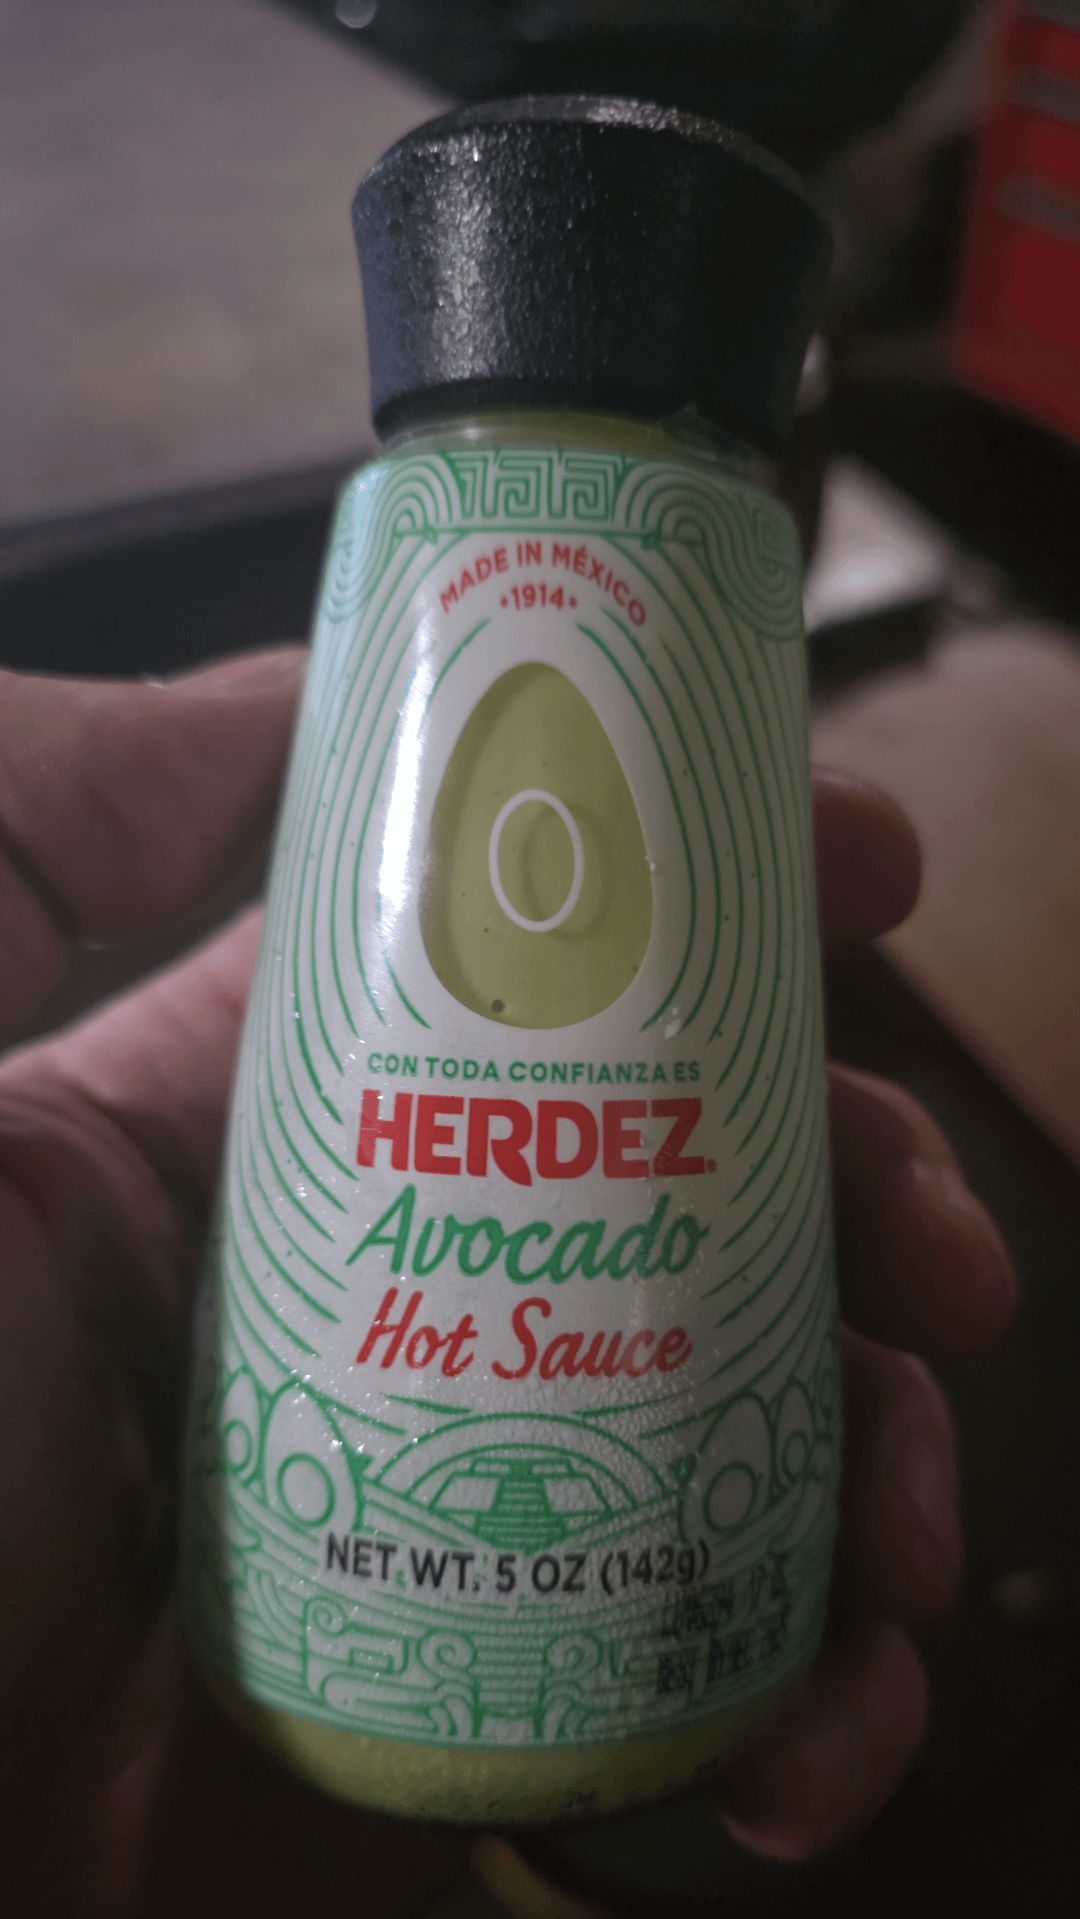 MADE IN MÉXICO
•1914•
CON TODA CONFIANZA ES
HERDEZ®
Avocado
Hot Sauce
NET WT. 5 OZ (142g)